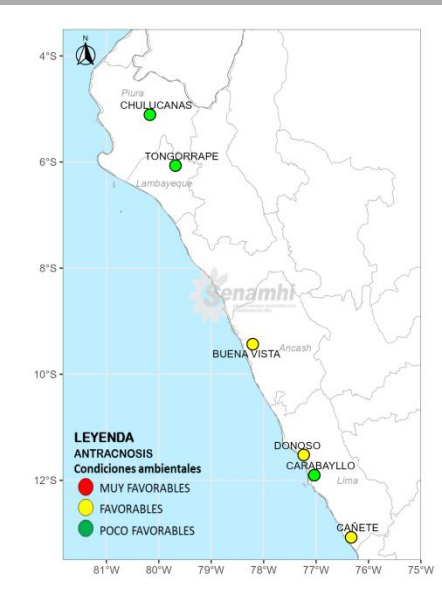 N
4°S
Piura
CHULUCANAS
TONGORRAPE
6°S
Lambayeque
8°S
Senamhi
Ancash
BUENA VISTA
10°S
LEYENDA
ANTRACNOSIS
Condiciones ambientales
MUY FAVORABLES
FAVORABLES
POCO FAVORABLES
DONOSO
CARABAYLLO
Lima
12°S
CAÑETE
81°W 80°W 79°W 78°W 77°W 76°W 75°W